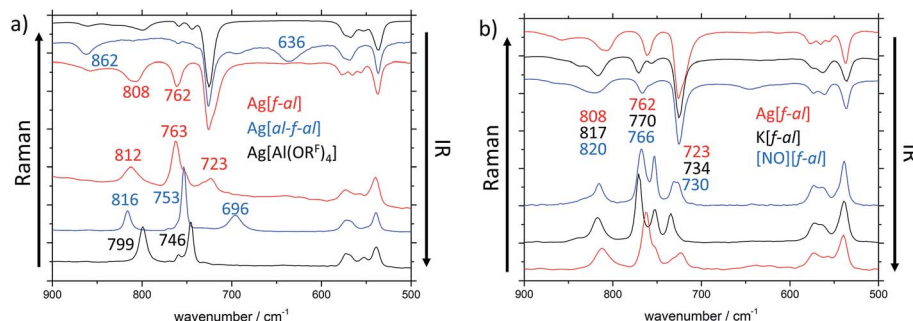 a)
862
636
808
762
Ag[f-al]
763
Ag[al-f-al]
812
723
Ag[Al(ORF)4]
816
753
696
799
746
Raman
IR
900 800 700 600 500
wavenumber / cm-1
b)
762
Ag[f-al]
808
770
K[f-al]
817
766
[NO][f-al]
820
723
734
730
Raman
IR
900 800 700 600 500
wavenumber / cm-1